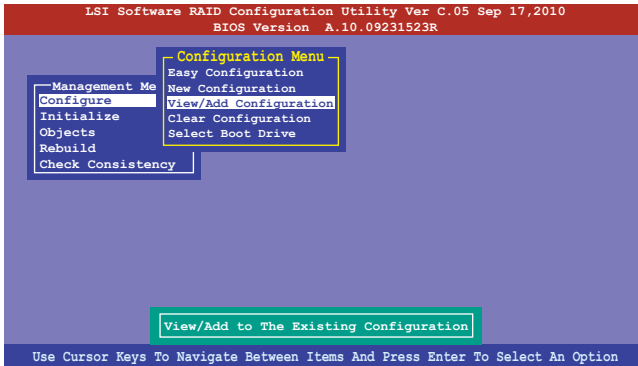 LSI Software RAID Configuration Utility Ver C.05 Sep 17,2010
BIOS Version A.10.09231523R
Management Me
Configure
Initialize
Objects
Rebuild
Check Consistency
Configuration Menu
Easy Configuration
New Configuration
View/Add Configuration
Clear Configuration
Select Boot Drive
View/Add to The Existing Configuration
Use Cursor Keys To Navigate Between Items And Press Enter To Select An Option